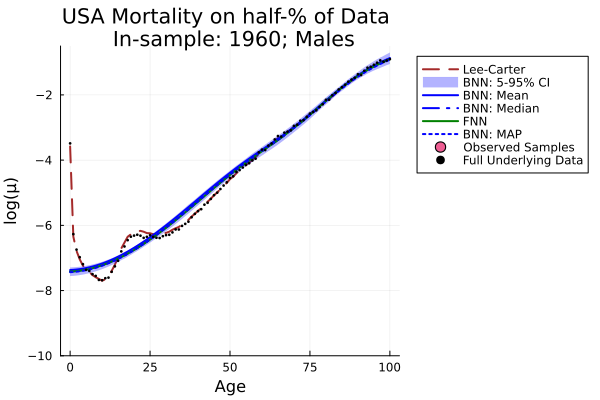 USA Mortality on half-% of Data
In-sample: 1960; Males
Lee-Carter
BNN: 5-95% CI
BNN: Mean
BNN: Median
FNN
BNN: MAP
Observed Samples
Full Underlying Data
log(μ)
−2
−4
−6
−8
−10
0 25 50 75 100
Age